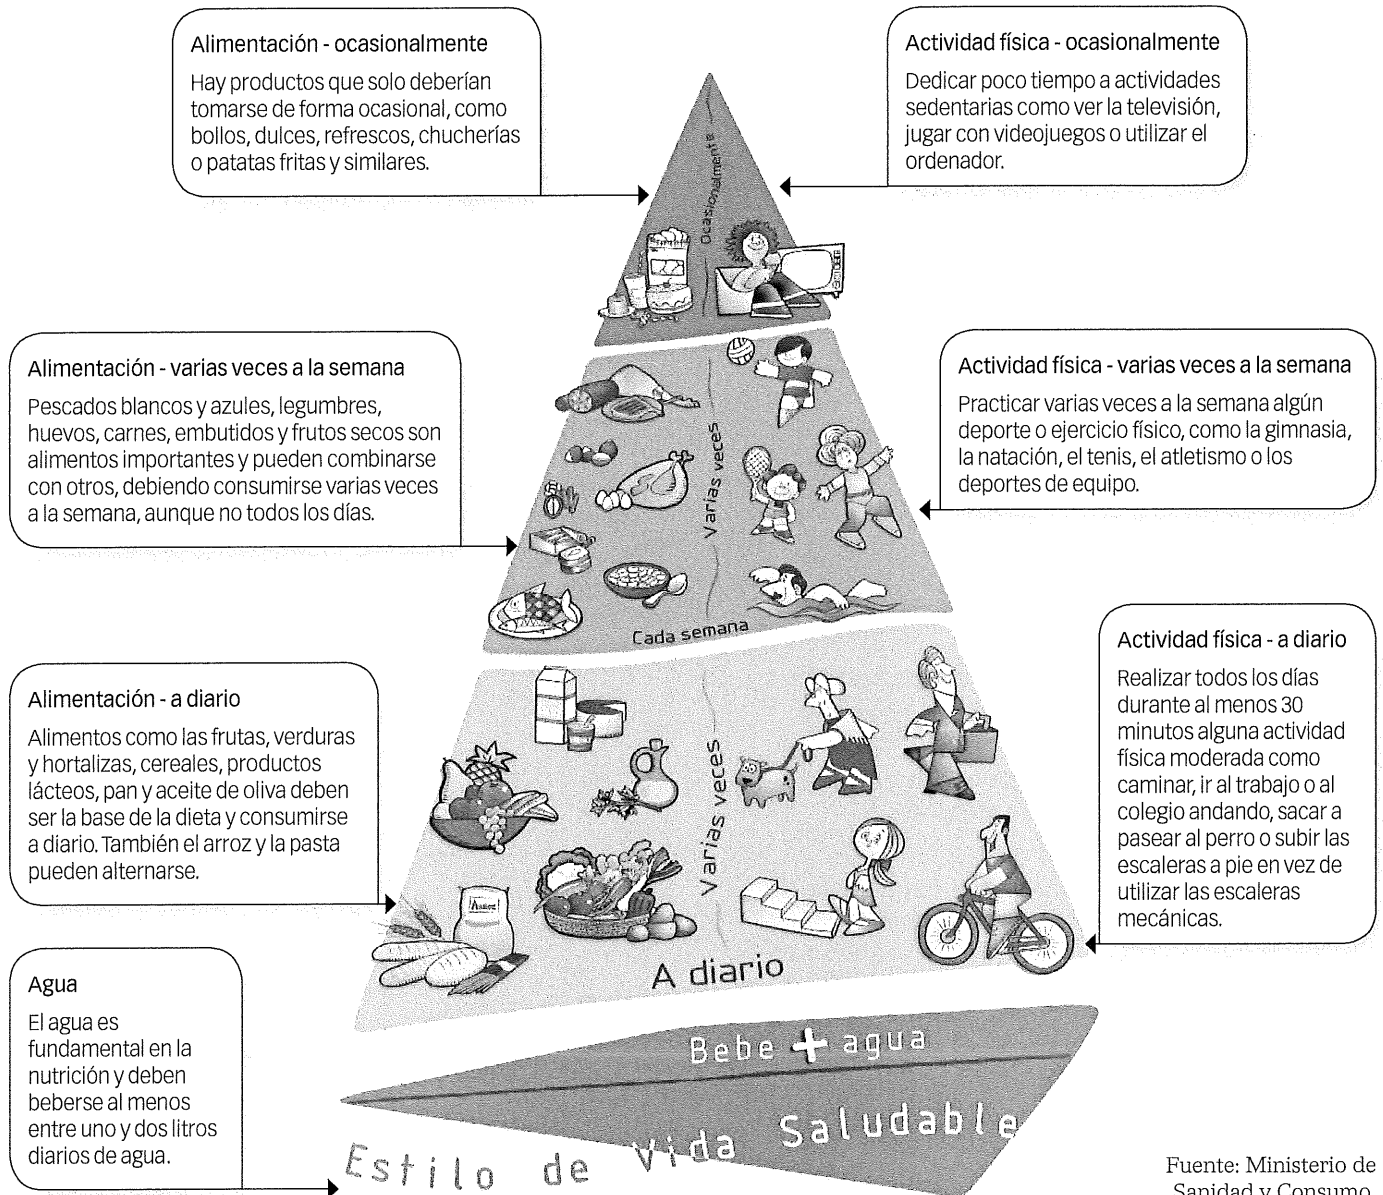 Alimentación - ocasionalmente
Hay productos que solo deberían
tomarse de forma ocasional, como
bollos, dulces, refrescos, chucherías
o patatas fritas y similares.
Actividad física - ocasionalmente
Dedicar poco tiempo a actividades
sedentarias como ver la televisión,
jugar con videojuegos o utilizar el
ordenador.
Ocasionalmente
Alimentación - varias veces a la semana
Pescados blancos y azules, legumbres,
huevos, carnes, embutidos y frutos secos son
alimentos importantes y pueden combinarse
con otros, debiendo consumirse varias veces
a la semana, aunque no todos los días.
Actividad física - varias veces a la semana
Practicar varias veces a la semana algún
deporte o ejercicio físico, como la gimnasia,
la natación, el tenis, el atletismo o los
deportes de equipo.
Varias veces
Cada semana
Alimentación - a diario
Alimentos como las frutas, verduras
y hortalizas, cereales, productos
lácteos, pan y aceite de oliva deben
ser la base de la dieta y consumirse
a diario. También el arroz y la pasta
pueden alternarse.
Actividad física - a diario
Realizar todos los días
durante al menos 30
minutos alguna actividad
física moderada como
caminar, ir al trabajo o al
colegio andando, sacar a
pasear al perro o subir las
escaleras a pie en vez de
utilizar las escaleras
mecánicas.
Varias veces
Arroz
A diario
Agua
El agua es
fundamental en la
nutrición y deben
beberse al menos
entre uno y dos litros
diarios de agua.
Bebe + agua
Estilo de Vida Saludable
Fuente: Ministerio de
Sanidad y Consumo.